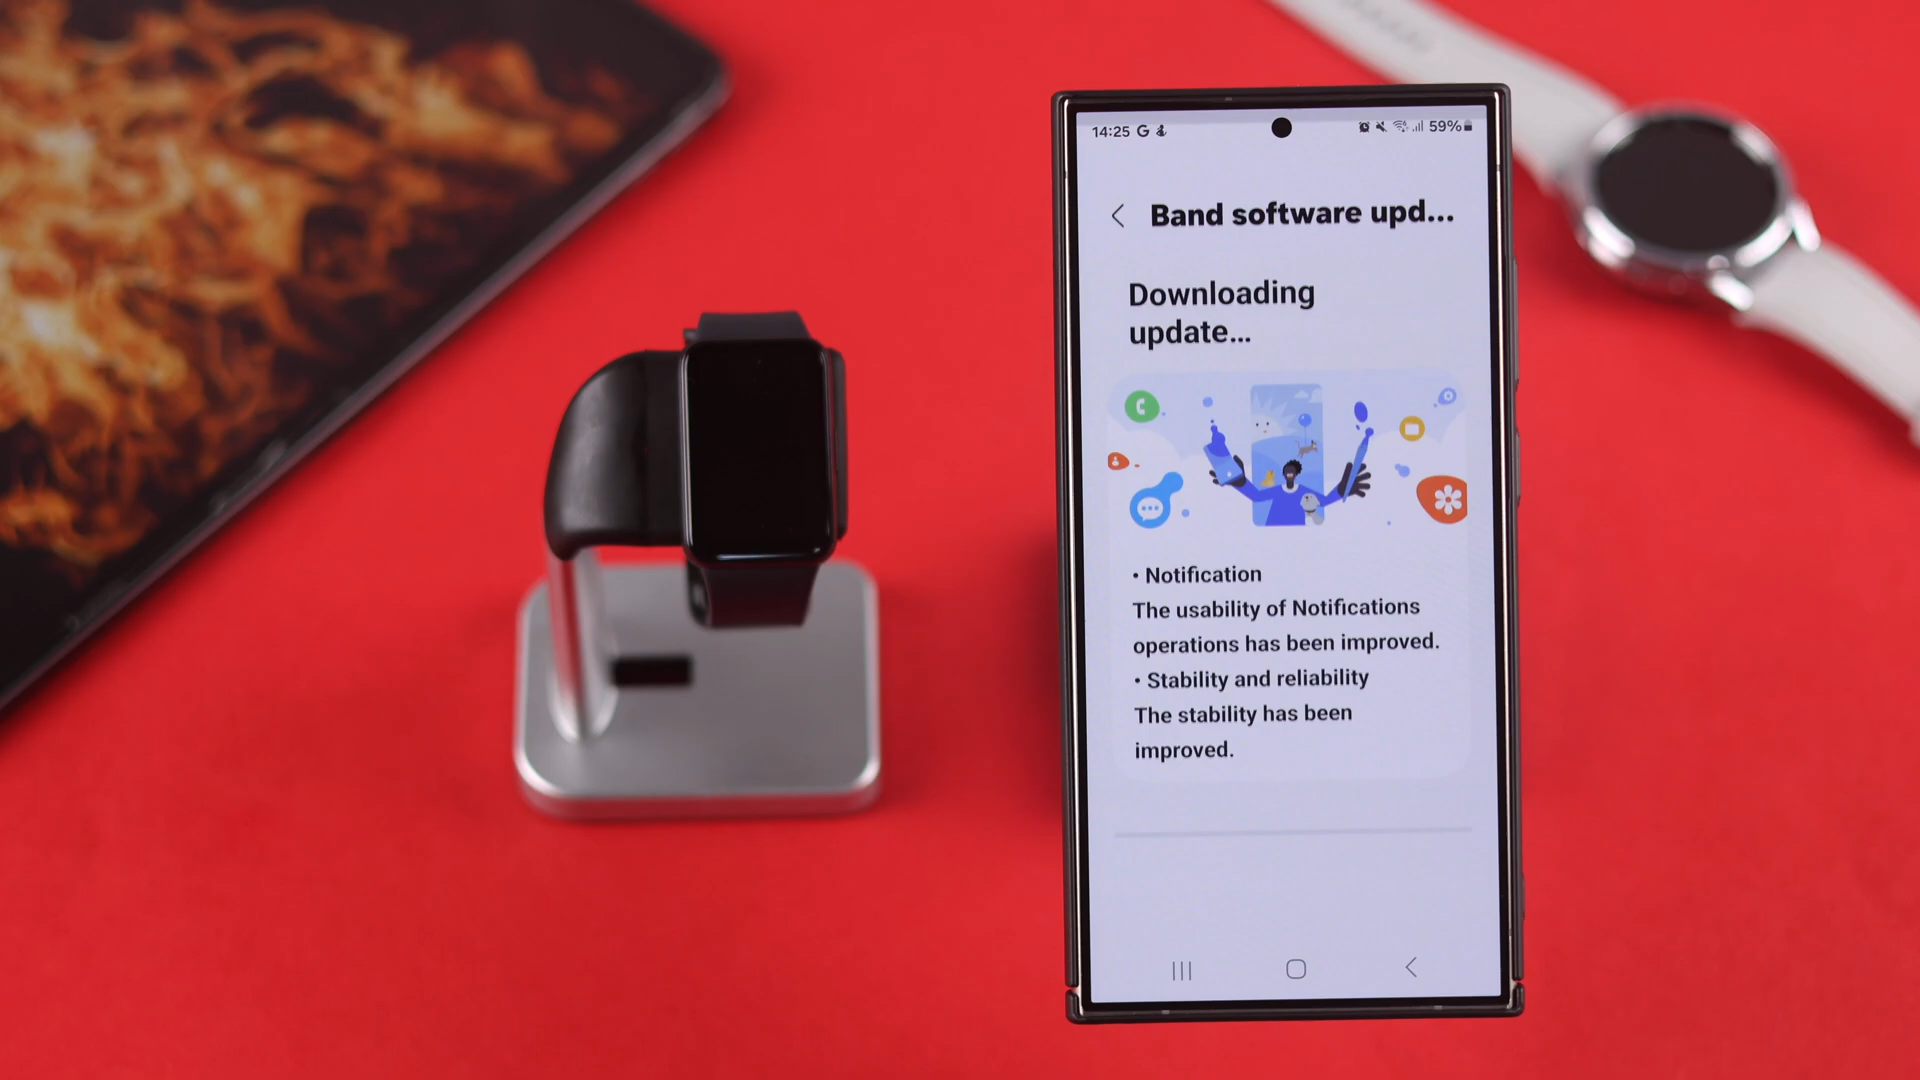 14:25 G
59%
Band software upd...
Downloading
update...
• Notification
The usability of Notifications
operations has been improved.
• Stability and reliability
The stability has been
improved.